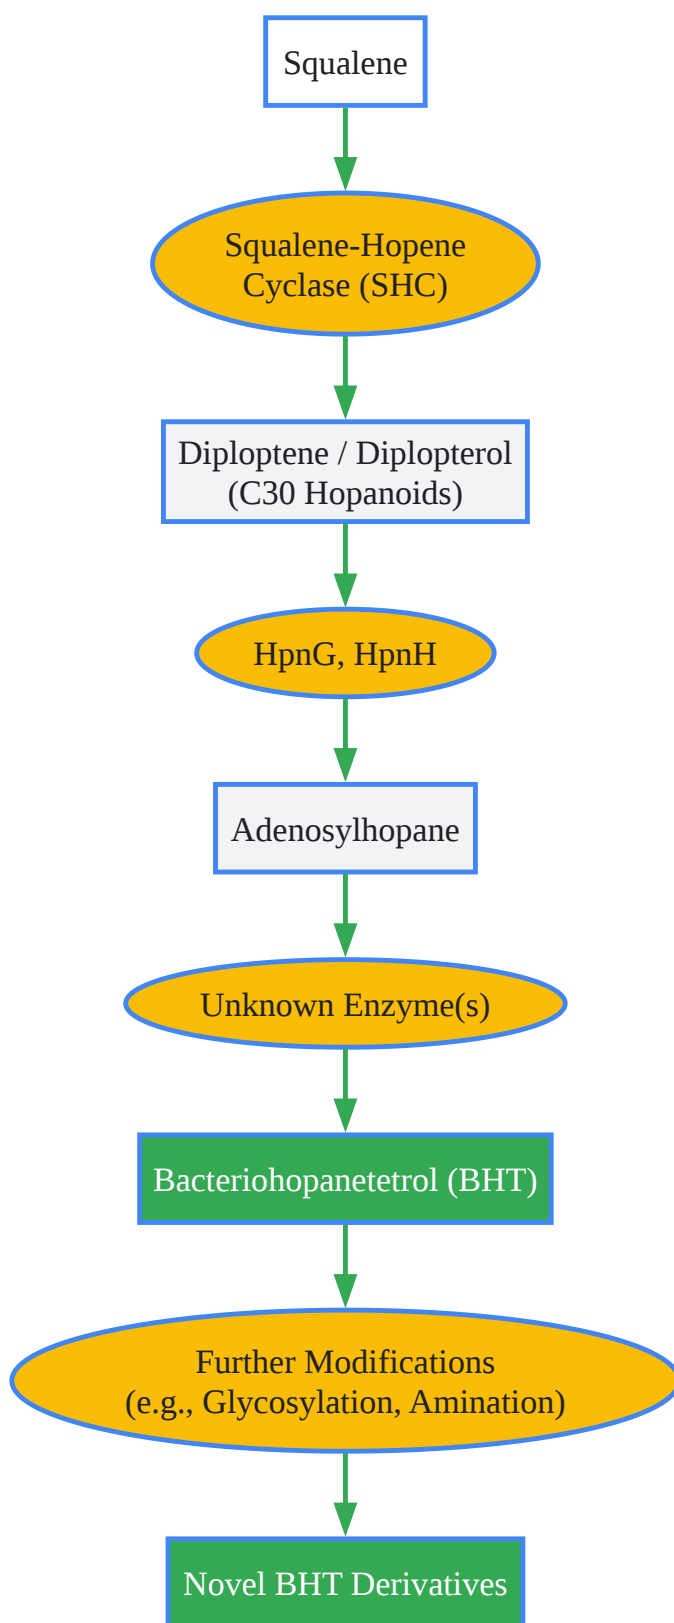 Squalene
Squalene-Hopene
Cyclase (SHC)
Diploptene / Diplopterol
(C30 Hopanoids)
HpnG, HpnH
Adenosylhopane
Unknown Enzyme(s)
Bacteriohopanetetrol (BHT)
Further Modifications
(e.g., Glycosylation, Amination)
Novel BHT Derivatives